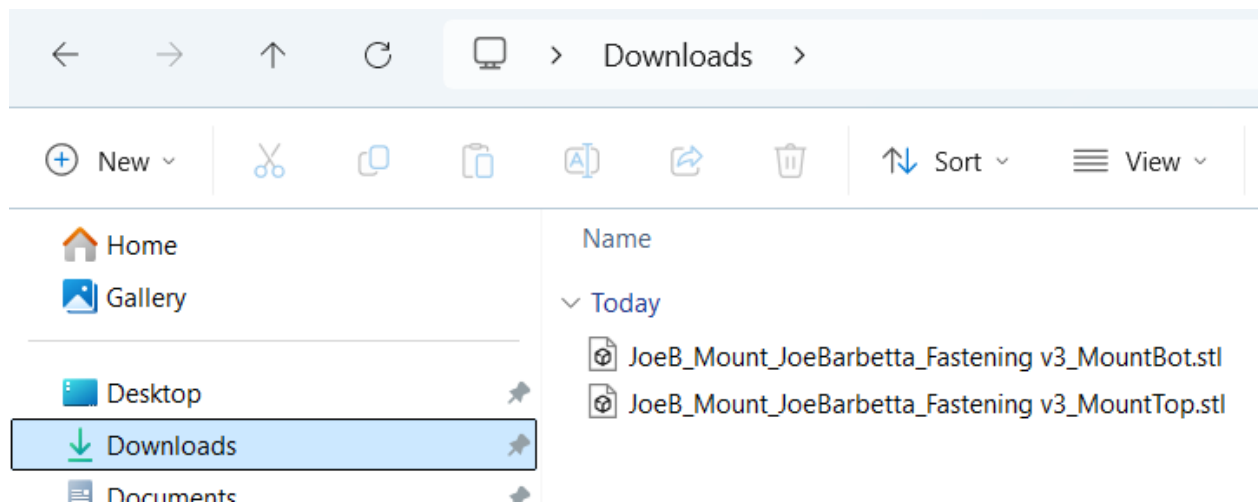 Downloads
New
Sort
View
Home
Gallery
Desktop
Downloads
Documents
Name
Today
JoeB_Mount_JoeBarbetta_Fastening v3_MountBot.stl
JoeB_Mount_JoeBarbetta_Fastening v3_MountTop.stl